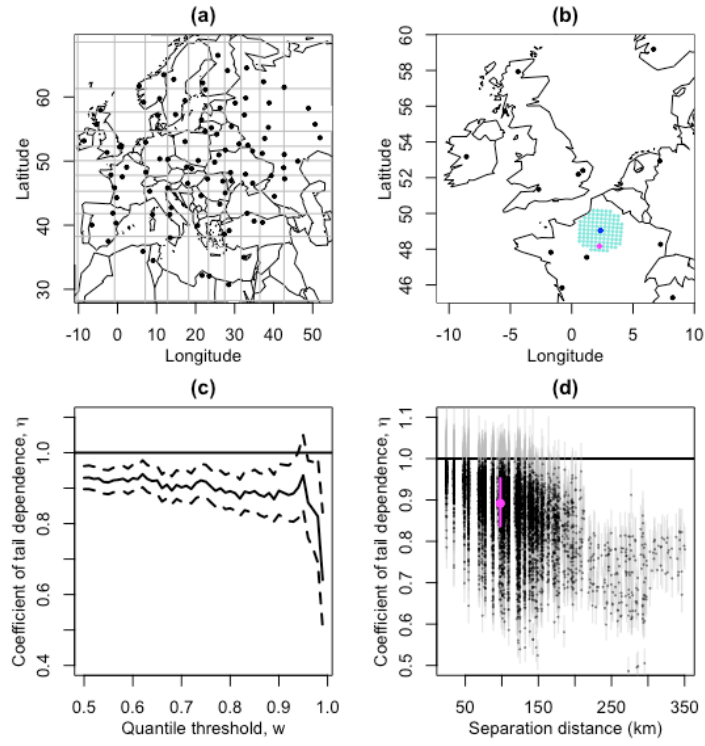 (a)
Latitude
60
50
40
30
-10 0 10 20 30 40 50
Longitude
(b)
Latitude
60
58
56
54
52
50
48
46
-10 -5 0 5 10
Longitude
(c)
Coefficient of tail dependence, η
1.0
0.8
0.6
0.4
0.5 0.6 0.7 0.8 0.9 1.0
Quantile threshold, w
(d)
Coefficient of tail dependence, η
1.1
1.0
0.9
0.8
0.7
0.6
0.5
50 150 250 350
Separation distance (km)